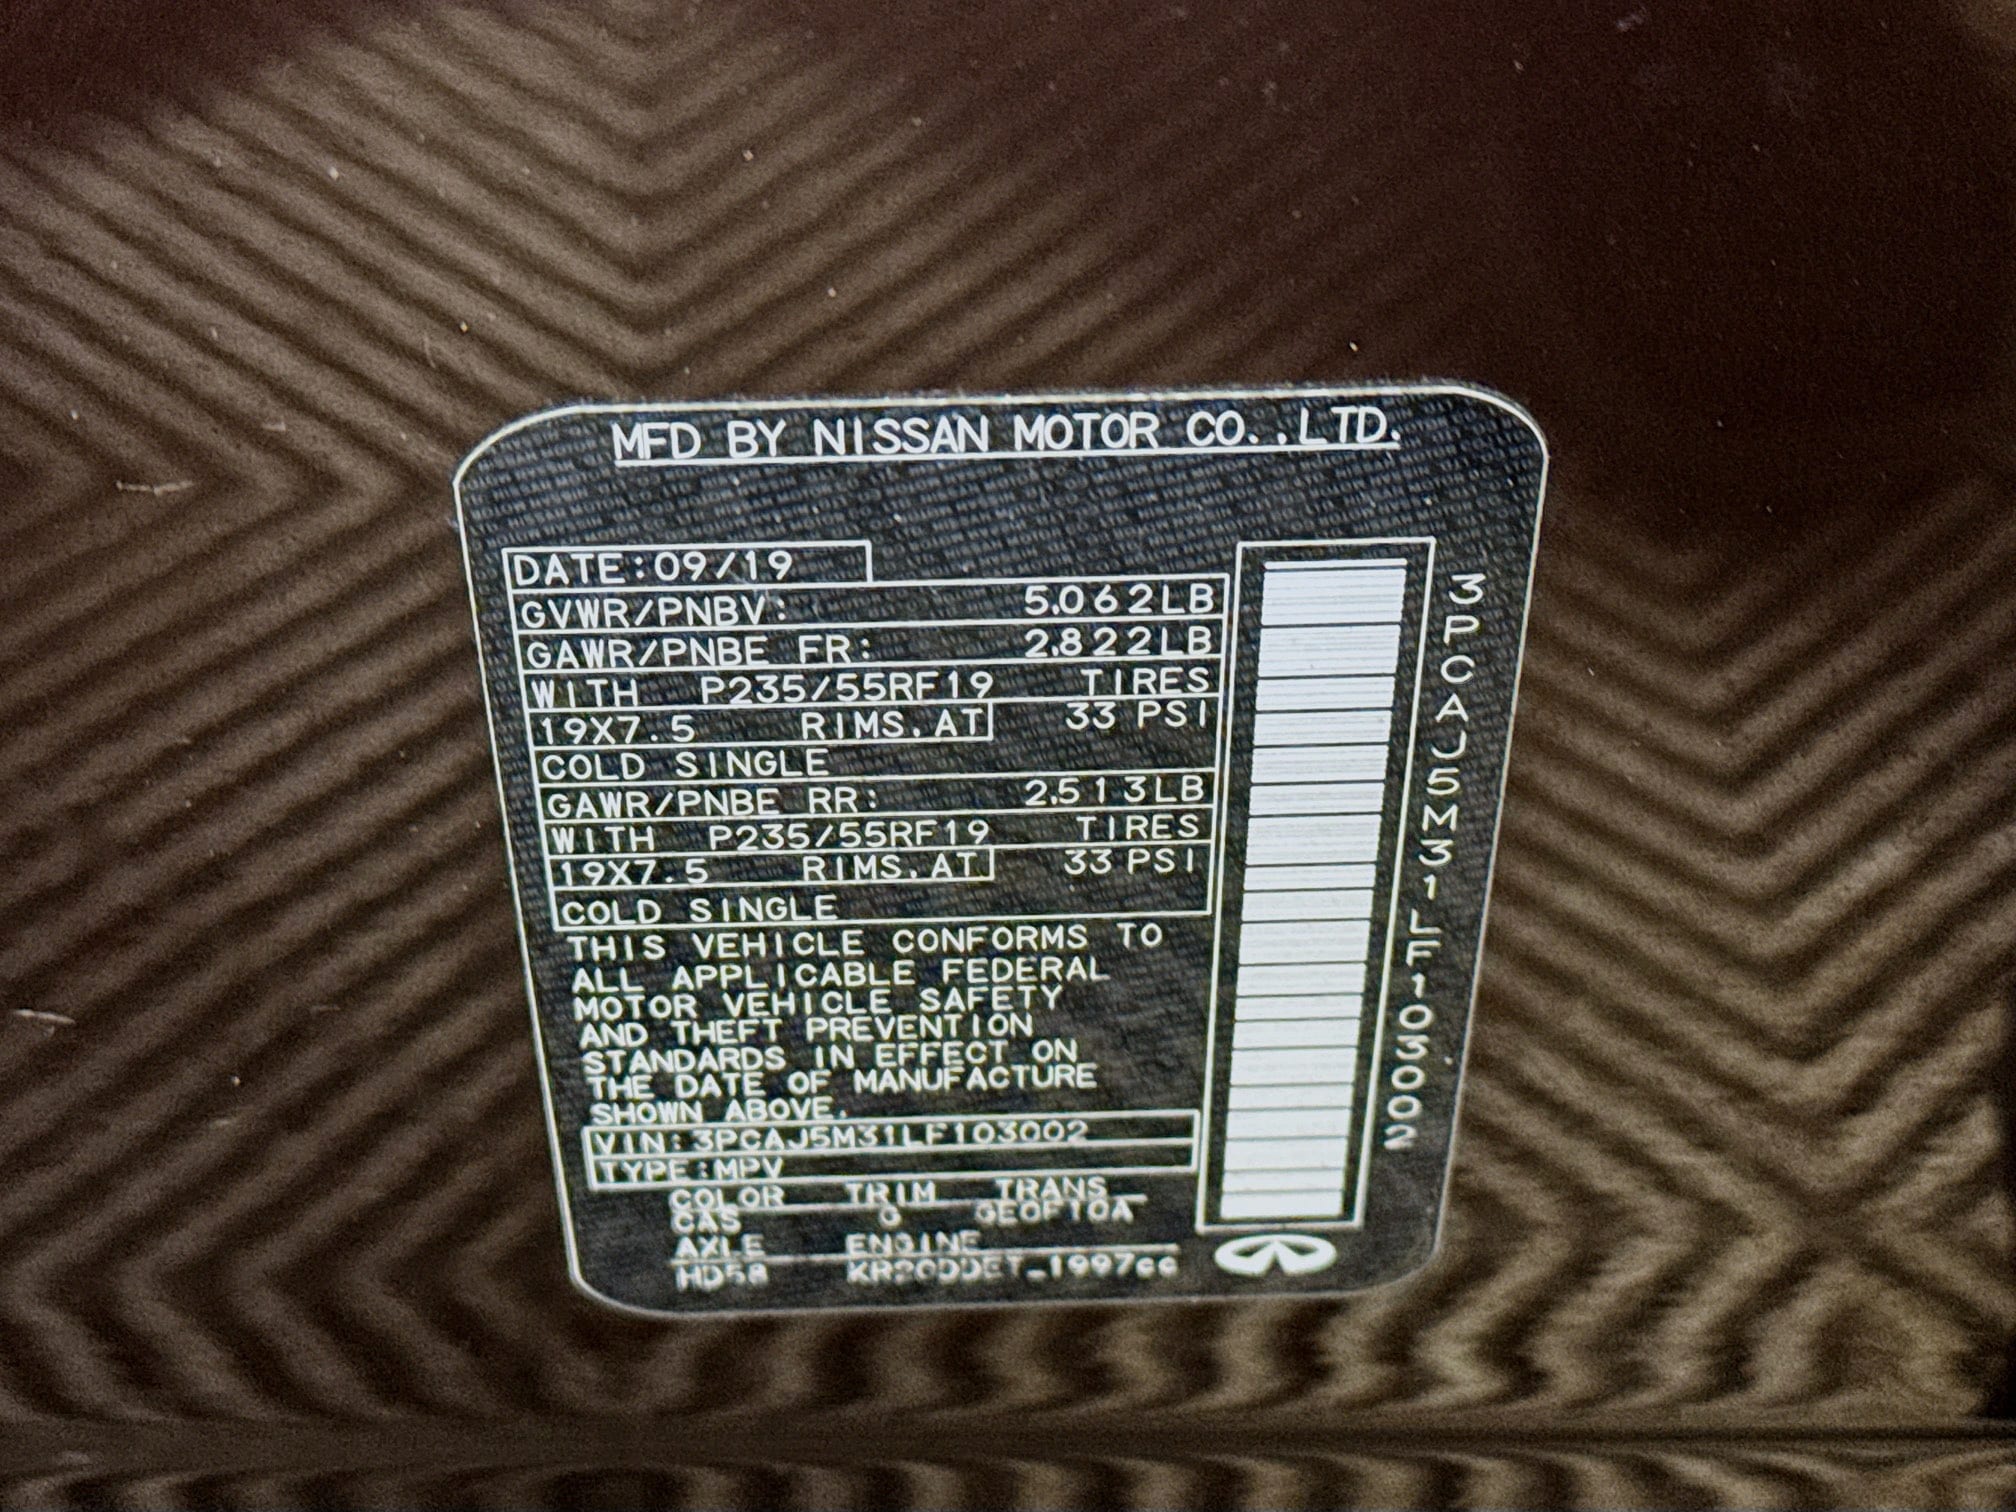 MFD BY NISSAN MOTOR CO.,LTD.
DATE:09/19
GVWR/PNBV: 5,062LB
GAWR/PNBE FR: 2,822LB
WITH P235/55RF19 TIRES
19X7.5 RIMS.AT 33 PSI
COLD SINGLE
GAWR/PNBE RR: 2,513LB
WITH P235/55RF19 TIRES
19X7.5 RIMS.AT 33 PSI
COLD SINGLE
THIS VEHICLE CONFORMS TO
ALL APPLICABLE FEDERAL
MOTOR VEHICLE SAFETY
AND THEFT PREVENTION
STANDARDS IN EFFECT ON
THE DATE OF MANUFACTURE
SHOWN ABOVE.
VIN:3PCAJ5M31LF103002
TYPE:MPV
COLOR TRIM TRANS
CAS G
AXLE ENGINE
HD58 KR20DDET_1997cc
3PCAJ5M31LF103002